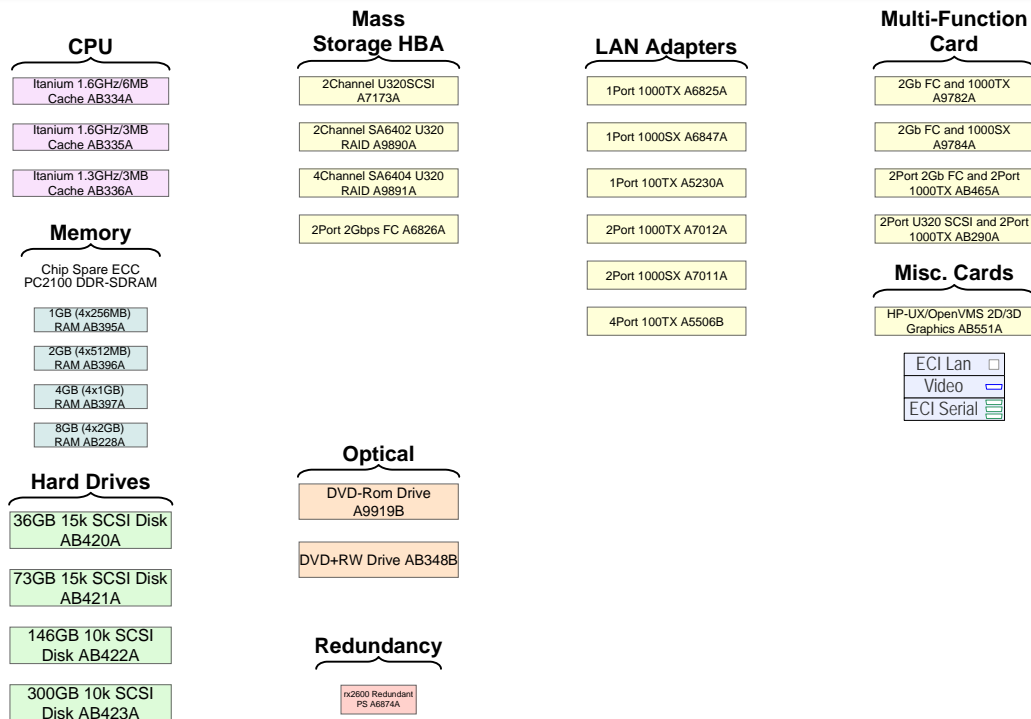 CPU
Itanium 1.6GHz/6MB
Cache AB334A
Itanium 1.6GHz/3MB
Cache AB335A
Itanium 1.3GHz/3MB
Cache AB336A
Memory
Chip Spare ECC
PC2100 DDR-SDRAM
1GB (4x256MB)
RAM AB395A
2GB (4x512MB)
RAM AB396A
4GB (4x1GB)
RAM AB397A
8GB (4x2GB)
RAM AB228A
Hard Drives
36GB 15k SCSI Disk
AB420A
73GB 15k SCSI Disk
AB421A
146GB 10k SCSI
Disk AB422A
300GB 10k SCSI
Disk AB423A
Mass
Storage HBA
2Channel U320SCSI
A7173A
2Channel SA6402 U320
RAID A9890A
4Channel SA6404 U320
RAID A9891A
2Port 2Gbps FC A6826A
Optical
DVD-Rom Drive
A9919B
DVD+RW Drive AB348B
Redundancy
rx2600 Redundant
PS A6874A
LAN Adapters
1Port 1000TX A6825A
1Port 1000SX A6847A
1Port 100TX A5230A
2Port 1000TX A7012A
2Port 1000SX A7011A
4Port 100TX A5506B
Multi-Function
Card
2Gb FC and 1000TX
A9782A
2Gb FC and 1000SX
A9784A
2Port 2Gb FC and 2Port
1000TX AB465A
2Port U320 SCSI and 2Port
1000TX AB290A
Misc. Cards
HP-UX/OpenVMS 2D/3D
Graphics AB551A
ECI Lan
Video
ECI Serial